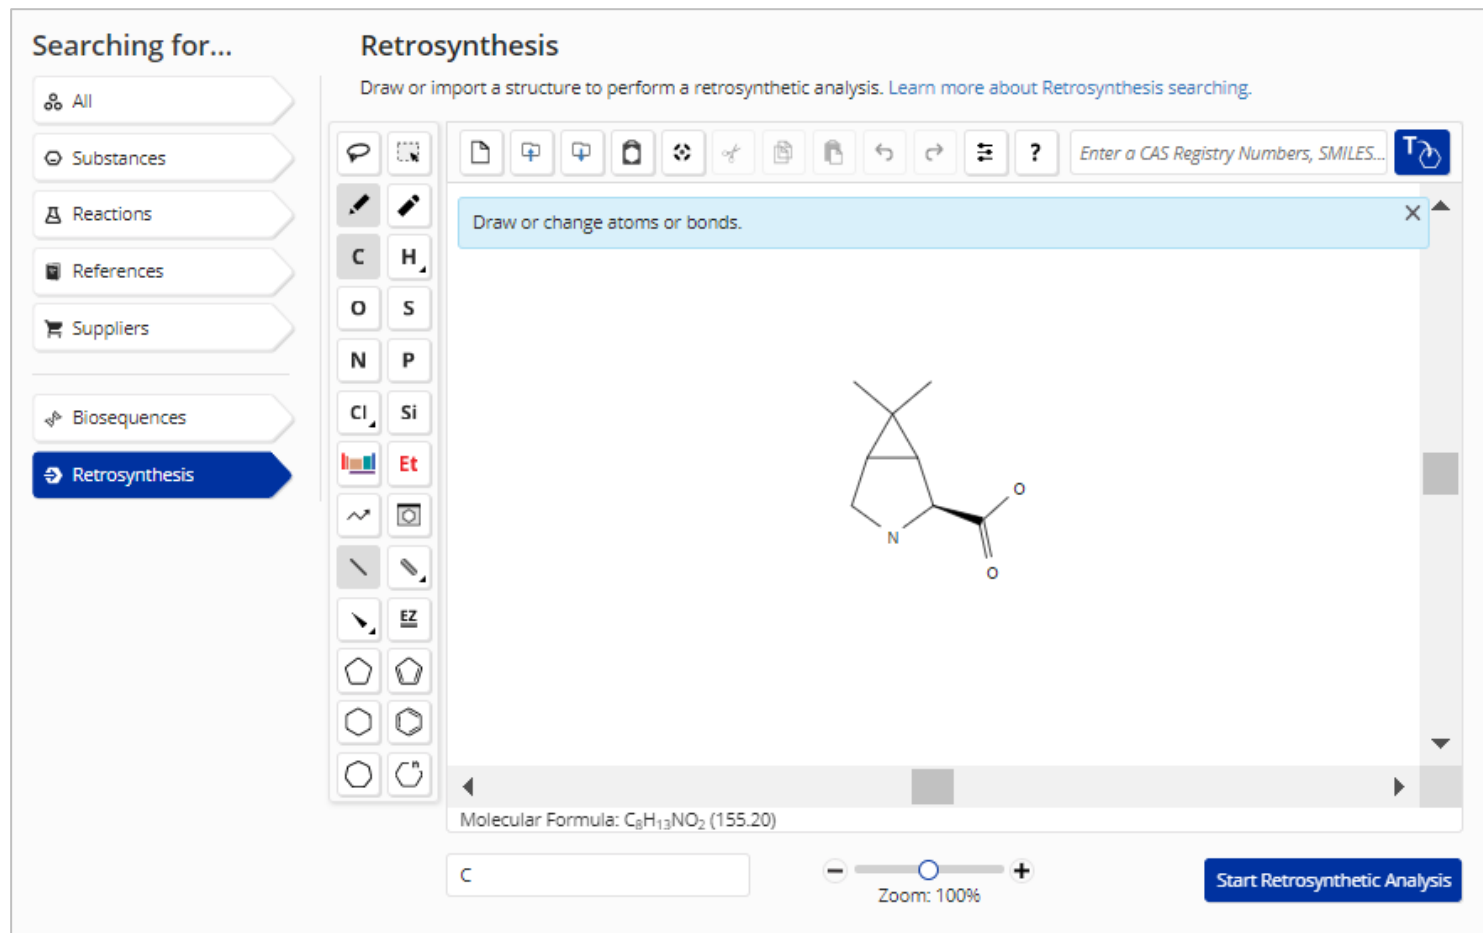 Searching for...
All
Substances
Reactions
References
Suppliers
Biosequences
Retrosynthesis
Retrosynthesis
Draw or import a structure to perform a retrosynthetic analysis. Learn more about Retrosynthesis searching.
? Enter a CAS Registry Numbers, SMILES... T
Draw or change atoms or bonds.
C H
O S
N P
Cl Si
Et
EZ
n
O
N
O
Molecular Formula: C₈H₁₃NO₂ (155.20)
C
Zoom: 100%
Start Retrosynthetic Analysis